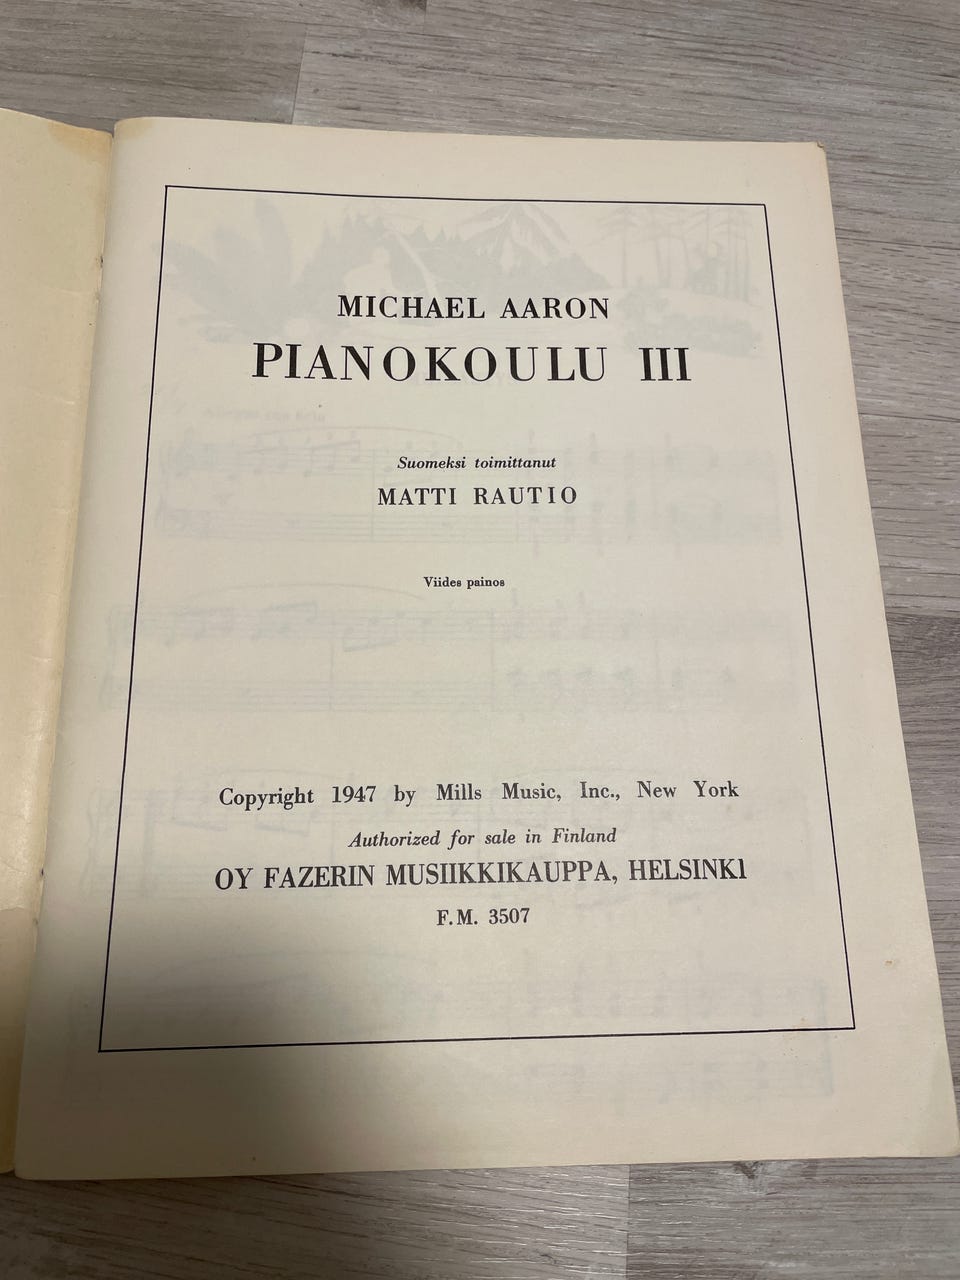 MICHAEL AARON
PIANOKOULU III
Suomeksi toimittanut
MATTI RAUTIO
Viides painos
Copyright 1947 by Mills Music, Inc., New York
Authorized for sale in Finland
OY FAZERIN MUSIIKKIKAUPPA, HELSINKI
F.M. 3507